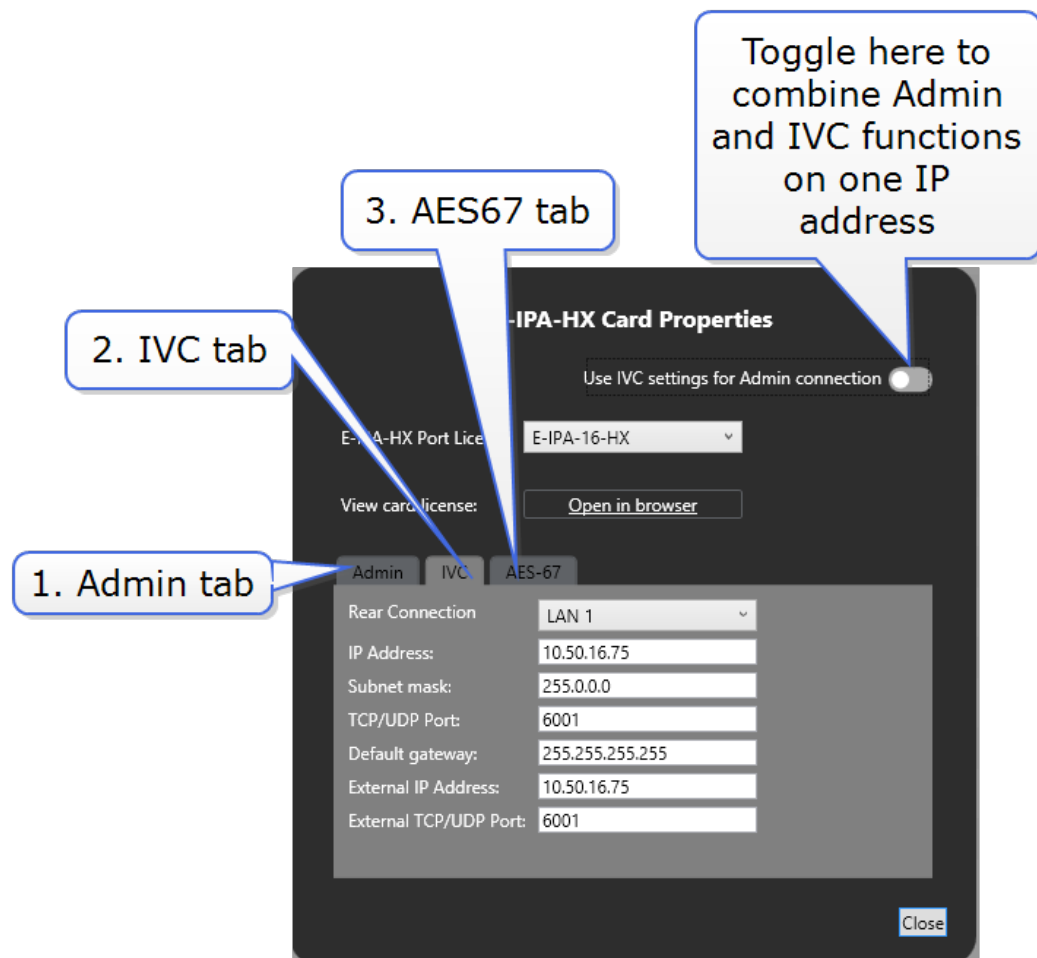 Toggle here to
combine Admin
and IVC functions
on one IP
address
3. AES67 tab
2. IVC tab
-IPA-HX Card Properties
Use IVC settings for Admin connection
E-IPA-HX Port Lice
E-IPA-16-HX
View card license:
Open in browser
1. Admin tab
Admin IVC AES-67
Rear Connection LAN 1
IP Address: 10.50.16.75
Subnet mask: 255.0.0.0
TCP/UDP Port: 6001
Default gateway: 255.255.255.255
External IP Address: 10.50.16.75
External TCP/UDP Port: 6001
Close